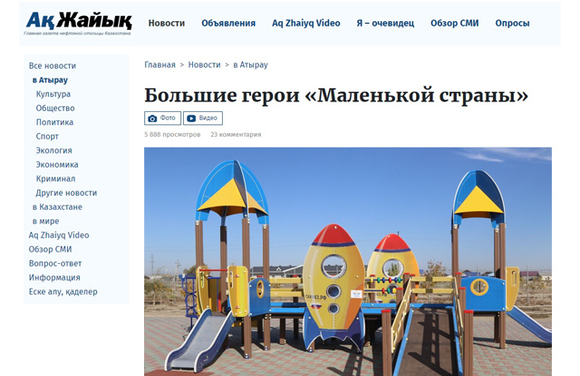 Ақ Жайық
Главная газета нефтяной столицы Казахстана
Новости
Объявления
Aq Zhaiyq Video
Я – очевидец
Обзор СМИ
Опросы
Все новости
в Атырау
Культура
Общество
Политика
Спорт
Экология
Экономика
Криминал
Другие новости
в Казахстане
в мире
Aq Zhaiyq Video
Обзор СМИ
Вопрос-ответ
Информация
Еске алу, қаделер
Главная > Новости > в Атырау
Большие герои «Маленькой страны»
Фото
Видео
5 888 просмотров 23 комментария